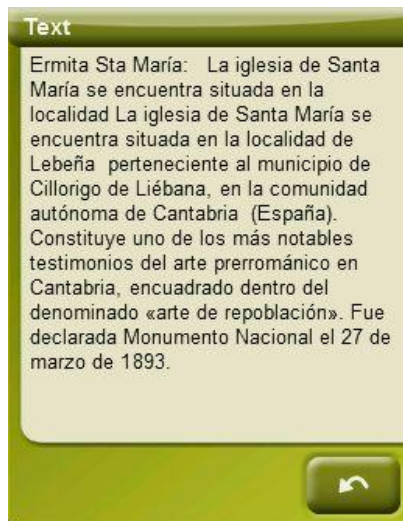 Text
Ermita Sta María:   La iglesia de Santa
María se encuentra situada en la
localidad La iglesia de Santa María se
encuentra situada en la localidad de
Lebeña  perteneciente al municipio de
Cillorigo de Liébana, en la comunidad
autónoma de Cantabria  (España).
Constituye uno de los más notables
testimonios del arte prerrománico en
Cantabria, encuadrado dentro del
denominado «arte de repoblación». Fue
declarada Monumento Nacional el 27 de
marzo de 1893.